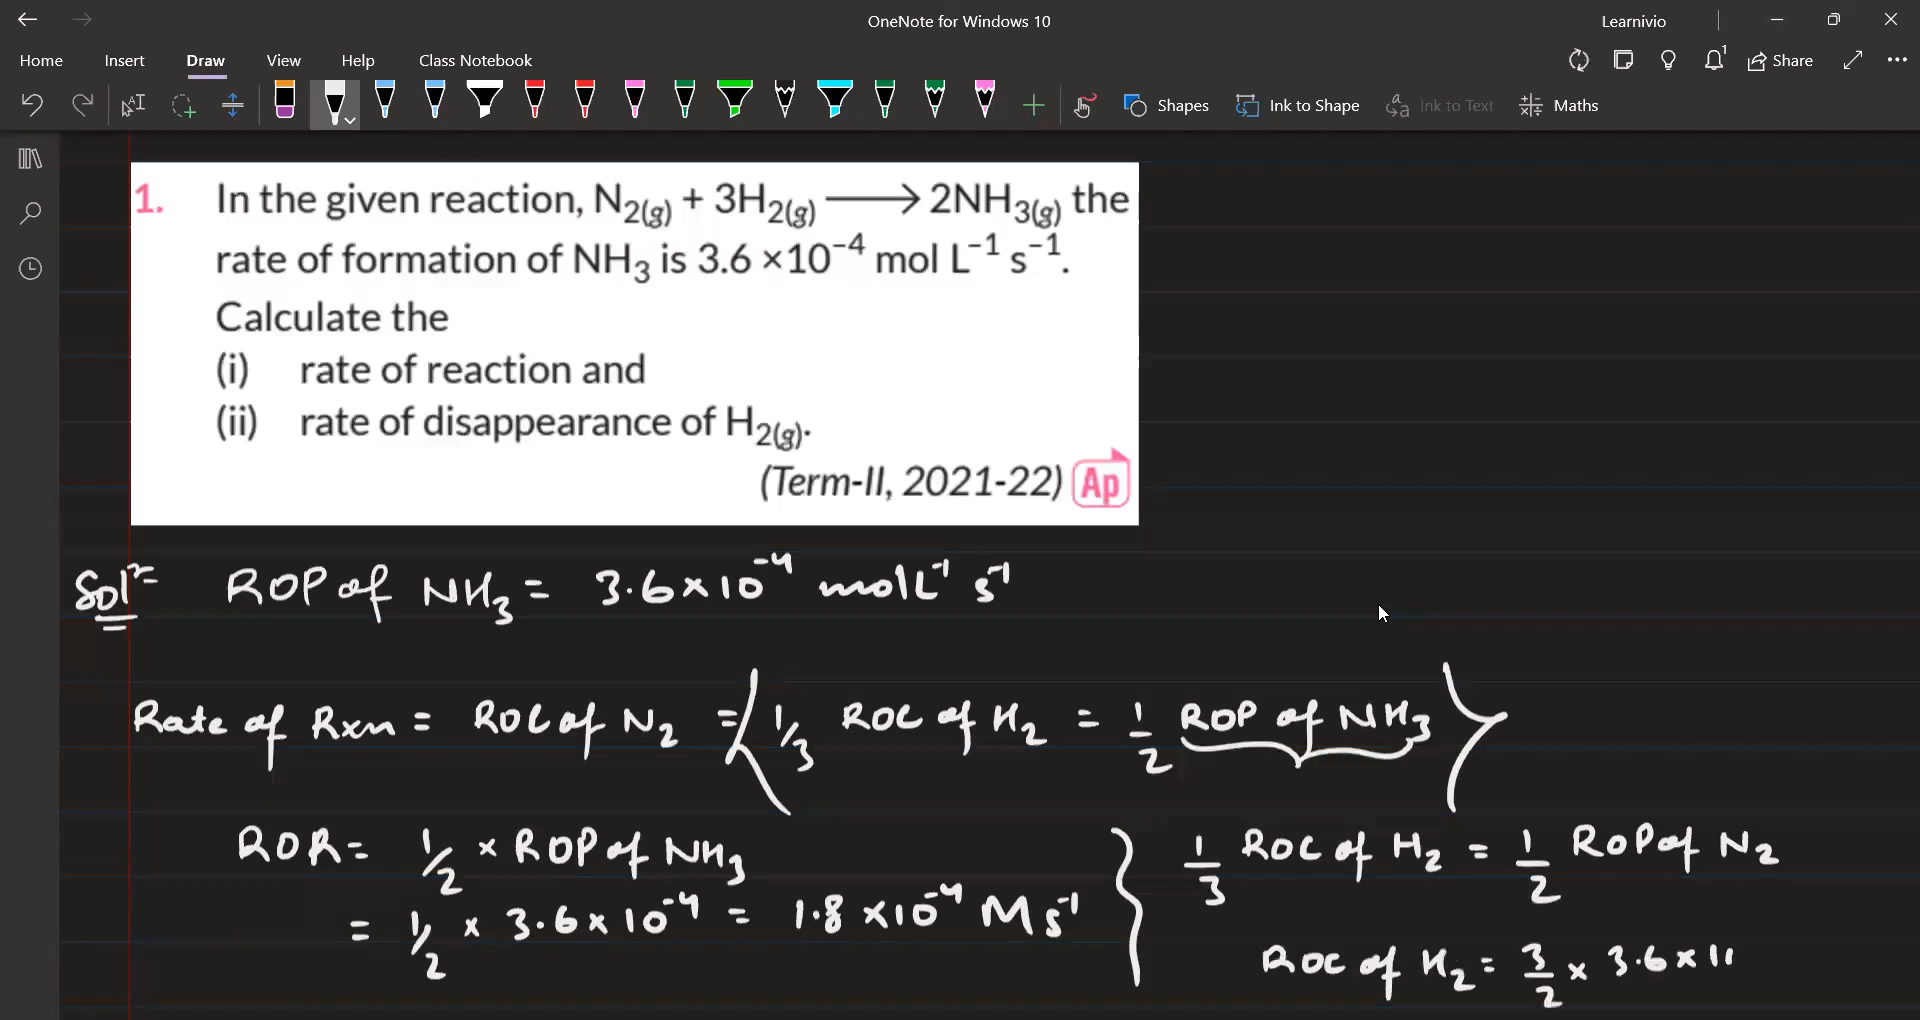 OneNote for Windows 10
Learnivio
Home Insert Draw View Help Class Notebook
1 Share
Shapes Ink to Shape Ink to Text Maths
1. In the given reaction, N₂(g) + 3H₂(g) ⟶ 2NH₃(g) the
rate of formation of NH₃ is 3.6 ×10⁻⁴ mol L⁻¹ s⁻¹.
Calculate the
(i) rate of reaction and
(ii) rate of disappearance of H₂(g).
(Term-II, 2021-22) Ap
Solⁿ ROP of NH₃ = 3.6×10⁻⁴ mol L⁻¹ s⁻¹
Rate of Rxn = ROC of N₂ = 1/3 ROC of H₂ = 1/2 ROP of NH₃
ROR = 1/2 × ROP of NH₃
= 1/2 × 3.6×10⁻⁴ = 1.8×10⁻⁴ M s⁻¹
1/3 ROC of H₂ = 1/2 ROP of N₂
ROC of H₂ = 3/2 × 3.6×1